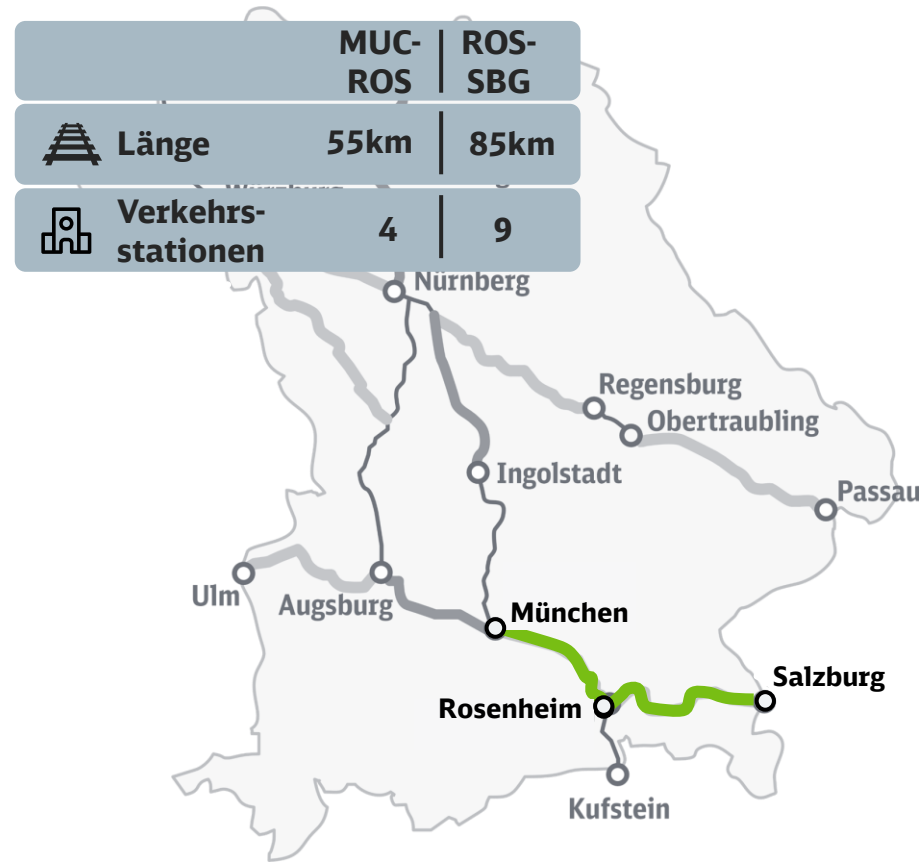 MUC-
ROS
ROS-
SBG
Länge
55km
85km
Verkehrs-
stationen
4
9
Nürnberg
Regensburg
Obertraubling
Ingolstadt
Passau
Ulm
Augsburg
München
Salzburg
Rosenheim
Kufstein